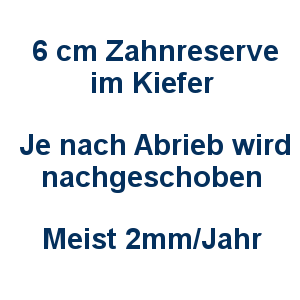 6 cm Zahnreserve
im Kiefer
Je nach Abrieb wird
nachgeschoben
Meist 2mm/Jahr